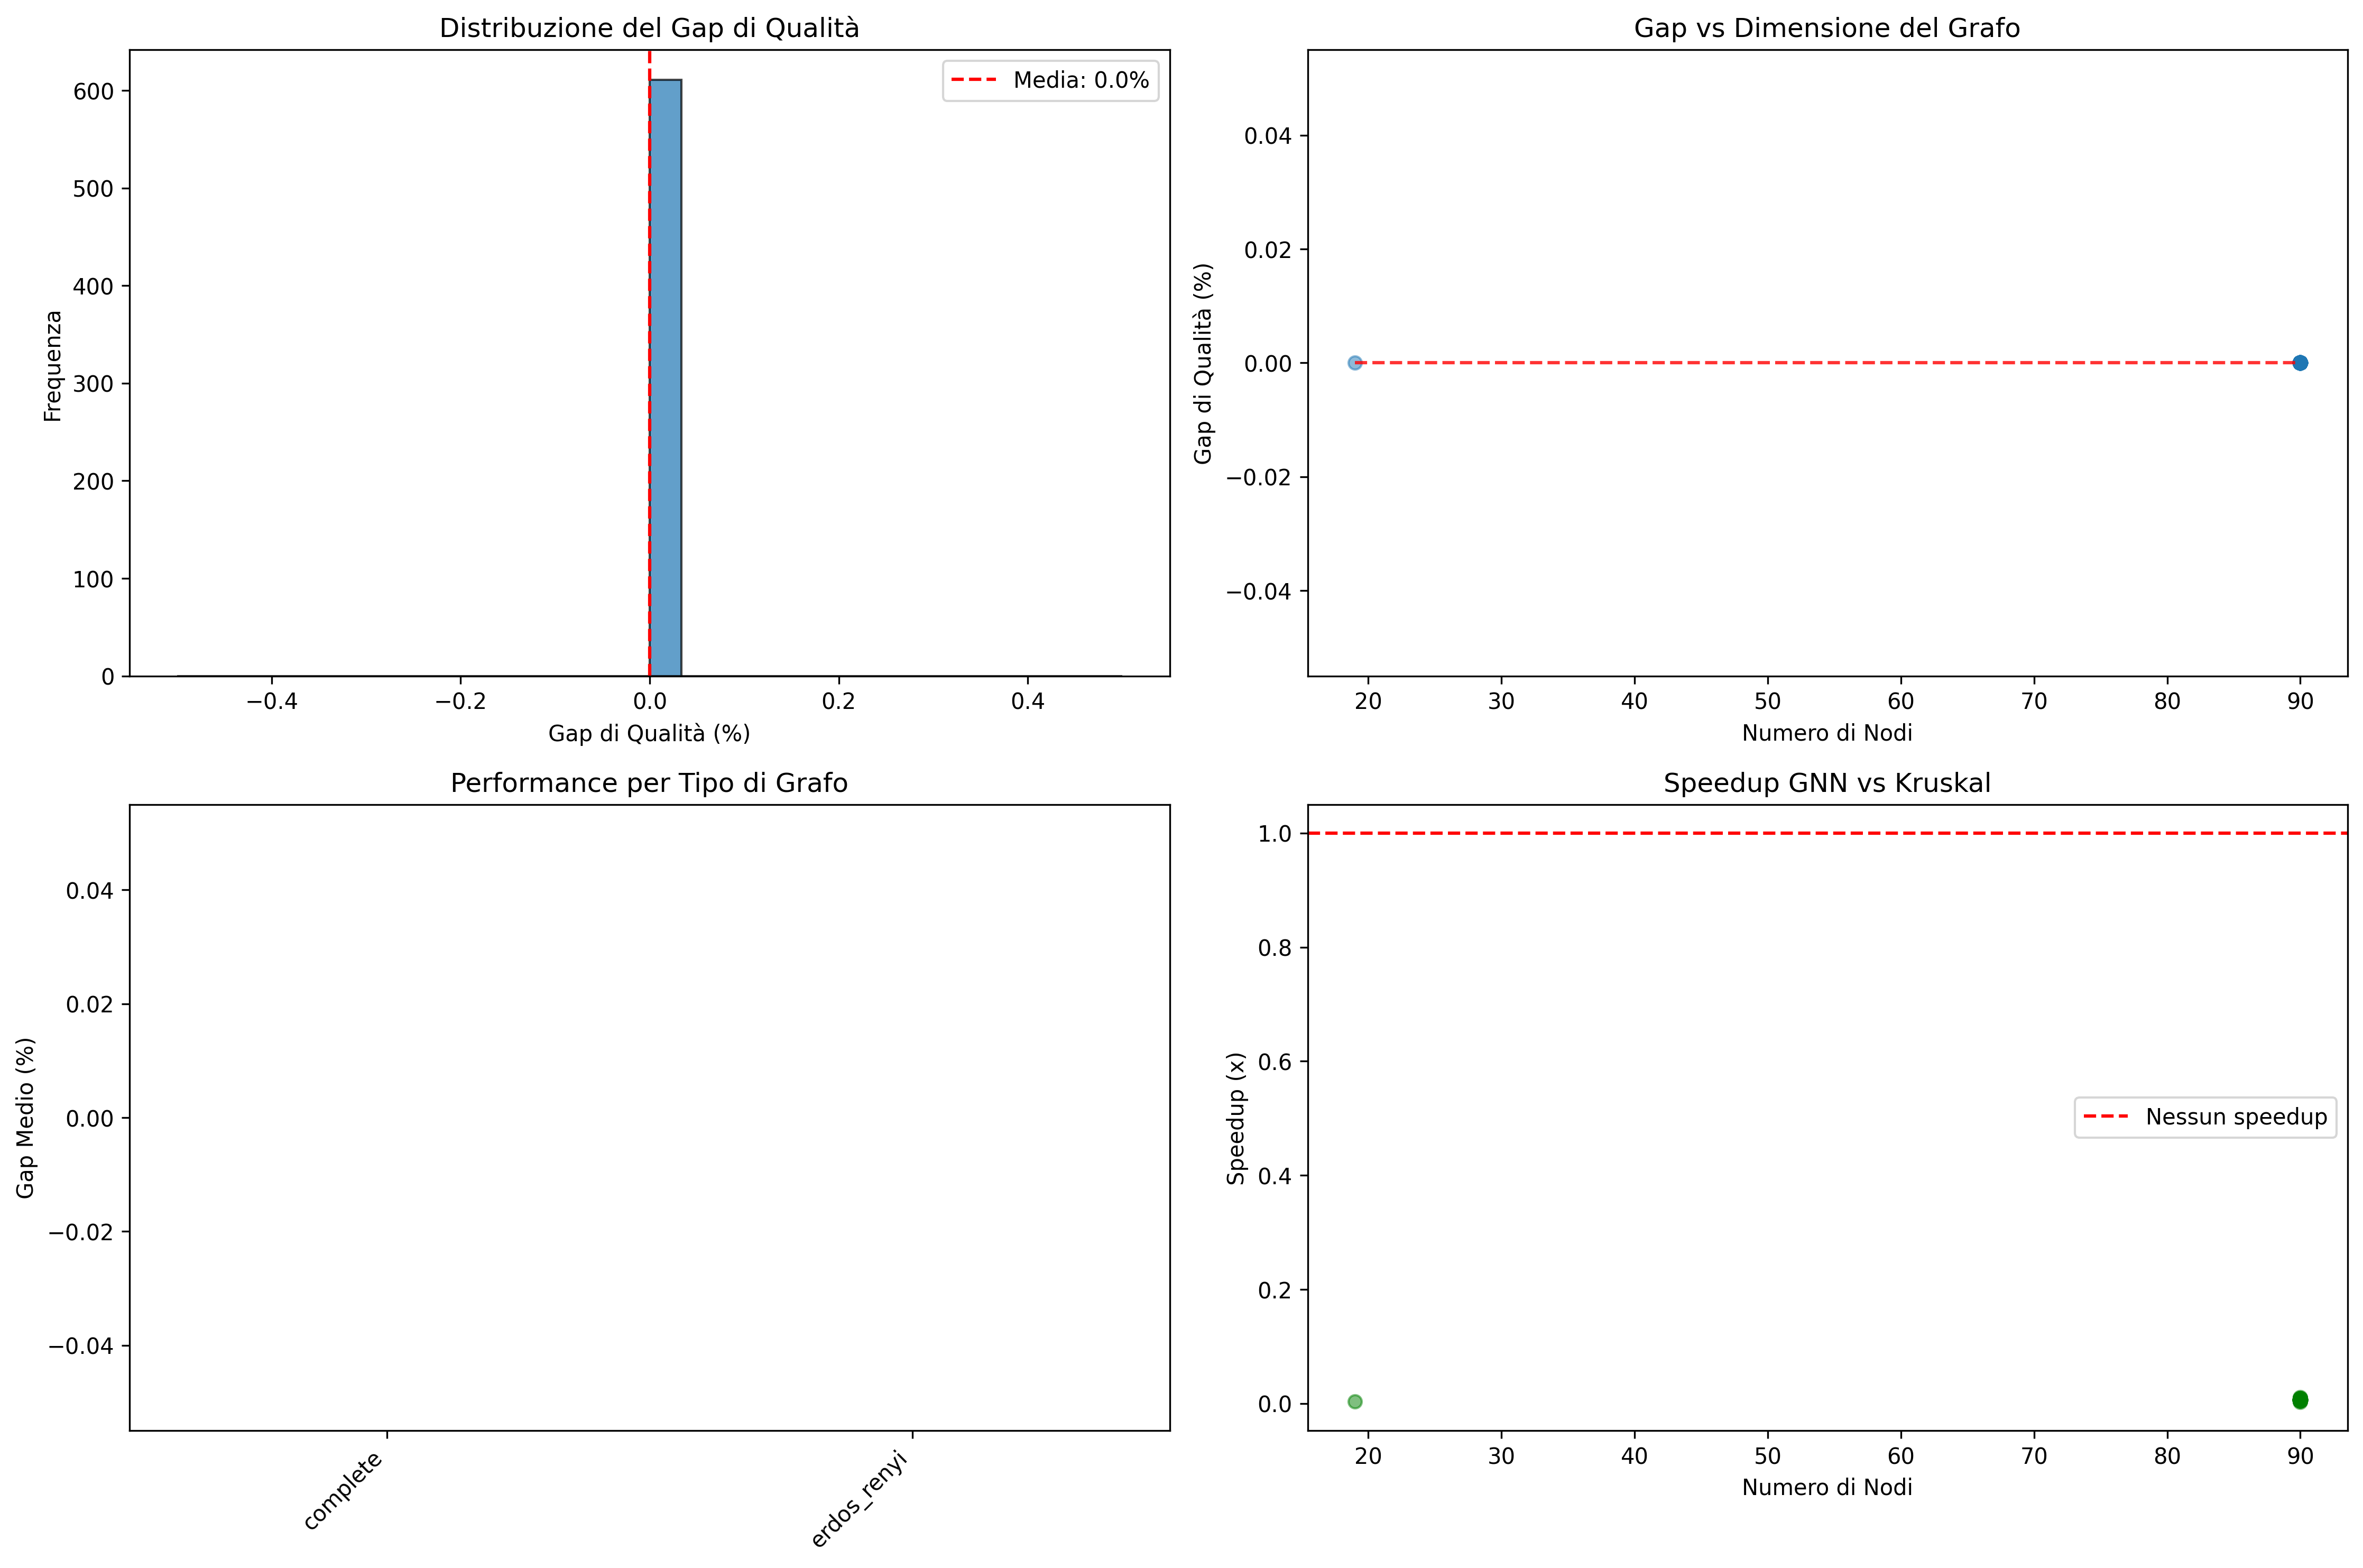 Distribuzione del Gap di Qualità
Media: 0.0%
600
500
400
300
200
100
0
Frequenza
−0.4
−0.2
0.0
0.2
0.4
Gap di Qualità (%)
Gap vs Dimensione del Grafo
0.04
0.02
0.00
−0.02
−0.04
Gap di Qualità (%)
20
30
40
50
60
70
80
90
Numero di Nodi
Performance per Tipo di Grafo
0.04
0.02
0.00
−0.02
−0.04
Gap Medio (%)
complete
erdos_renyi
Speedup GNN vs Kruskal
1.0
0.8
0.6
0.4
0.2
0.0
Speedup (x)
Nessun speedup
20
30
40
50
60
70
80
90
Numero di Nodi